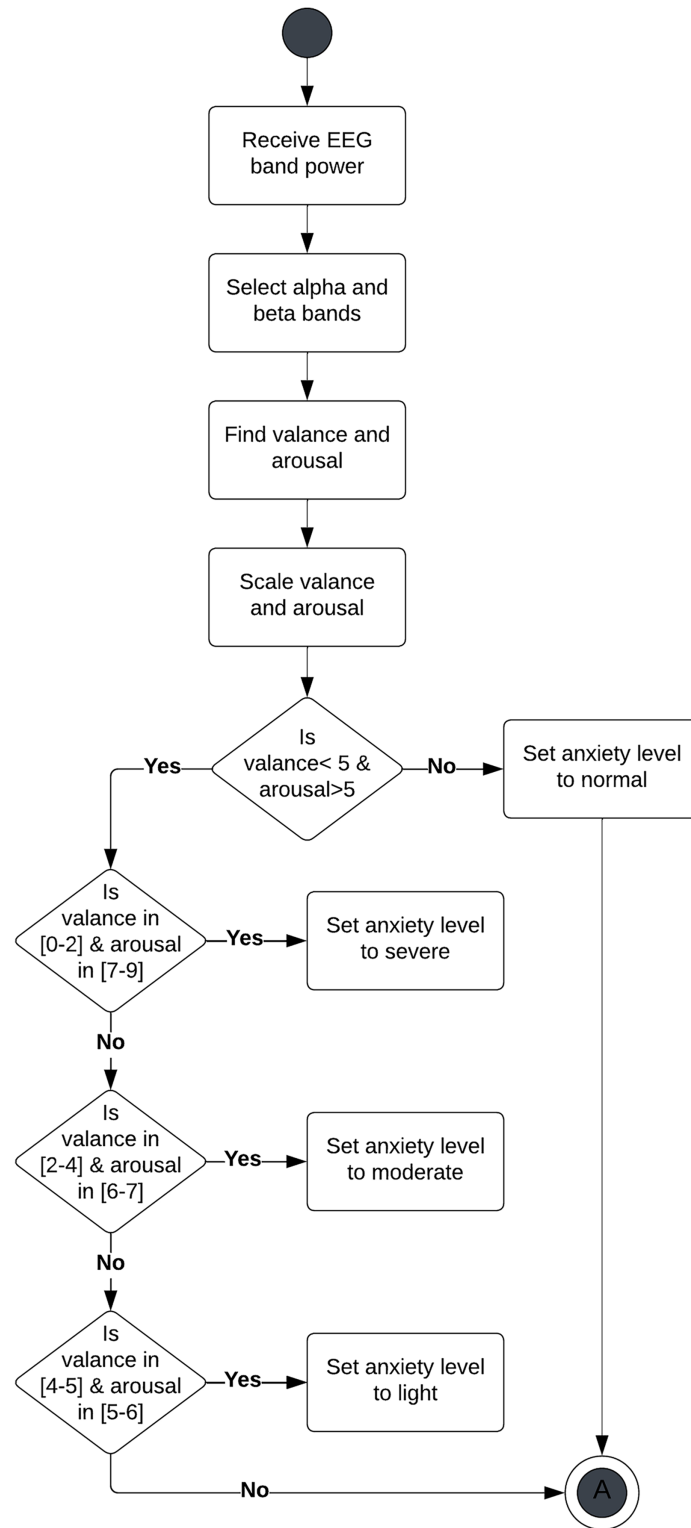 Receive EEG
band power
Select alpha and
beta bands
Find valance and
arousal
Scale valance
and arousal
Is
valance< 5 &
arousal>5
Yes
No
Set anxiety level
to normal
Is
valance in
[0-2] & arousal
in [7-9]
Yes
Set anxiety level
to severe
No
Is
valance in
[2-4] & arousal
in [6-7]
Yes
Set anxiety level
to moderate
No
Is
valance in
[4-5] & arousal
in [5-6]
Yes
Set anxiety level
to light
No
A